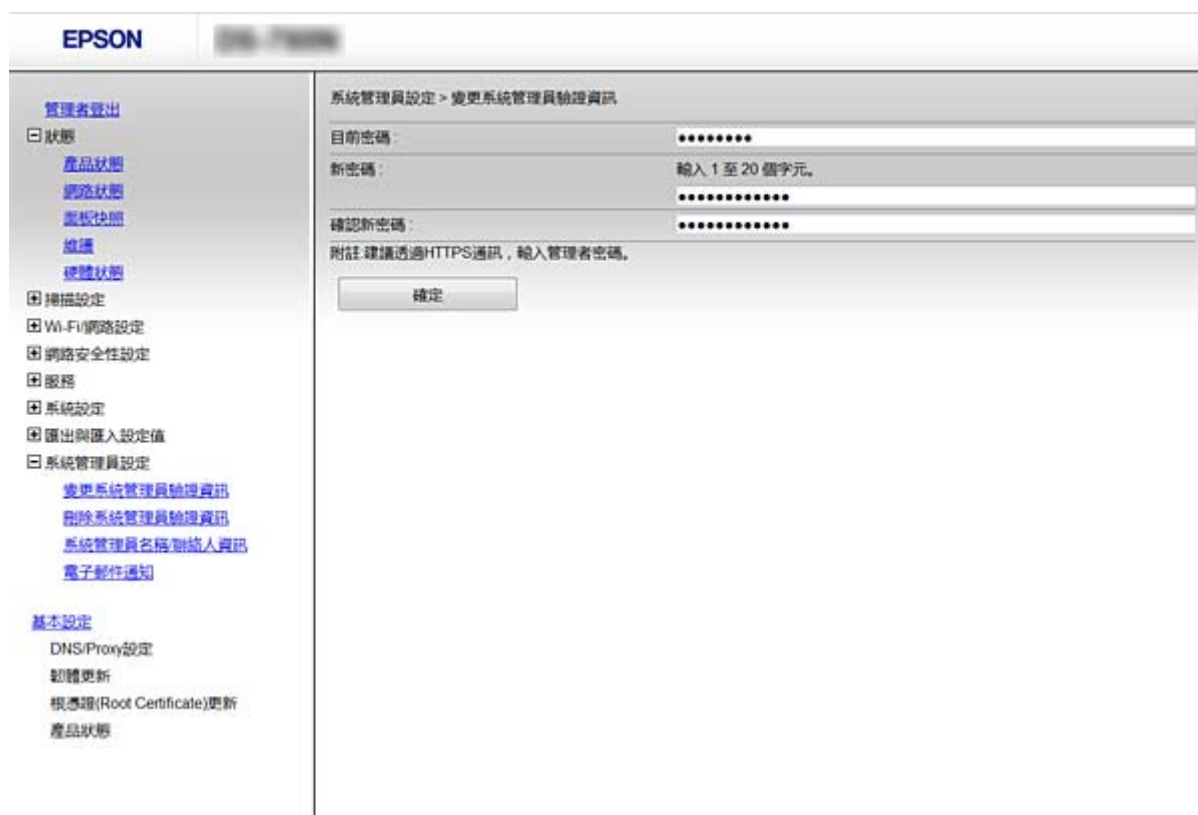 EPSON
管理者登出
狀態
產品狀態
網路狀態
面板快照
維護
硬體狀態
掃描設定
Wi-Fi/網路設定
網路安全性設定
服務
系統設定
匯出與匯入設定值
系統管理員設定
變更系統管理員驗證資訊
刪除系統管理員驗證資訊
系統管理員名稱/聯絡人資訊
電子郵件通知
基本設定
DNS/Proxy設定
韌體更新
根憑證(Root Certificate)更新
產品狀態
系統管理員設定 > 變更系統管理員驗證資訊
目前密碼 : ••••••••
新密碼 : 輸入 1 至 20 個字元。
••••••••••••
確認新密碼 : ••••••••••••
附註:建議透過HTTPS通訊，輸入管理者密碼。
確定